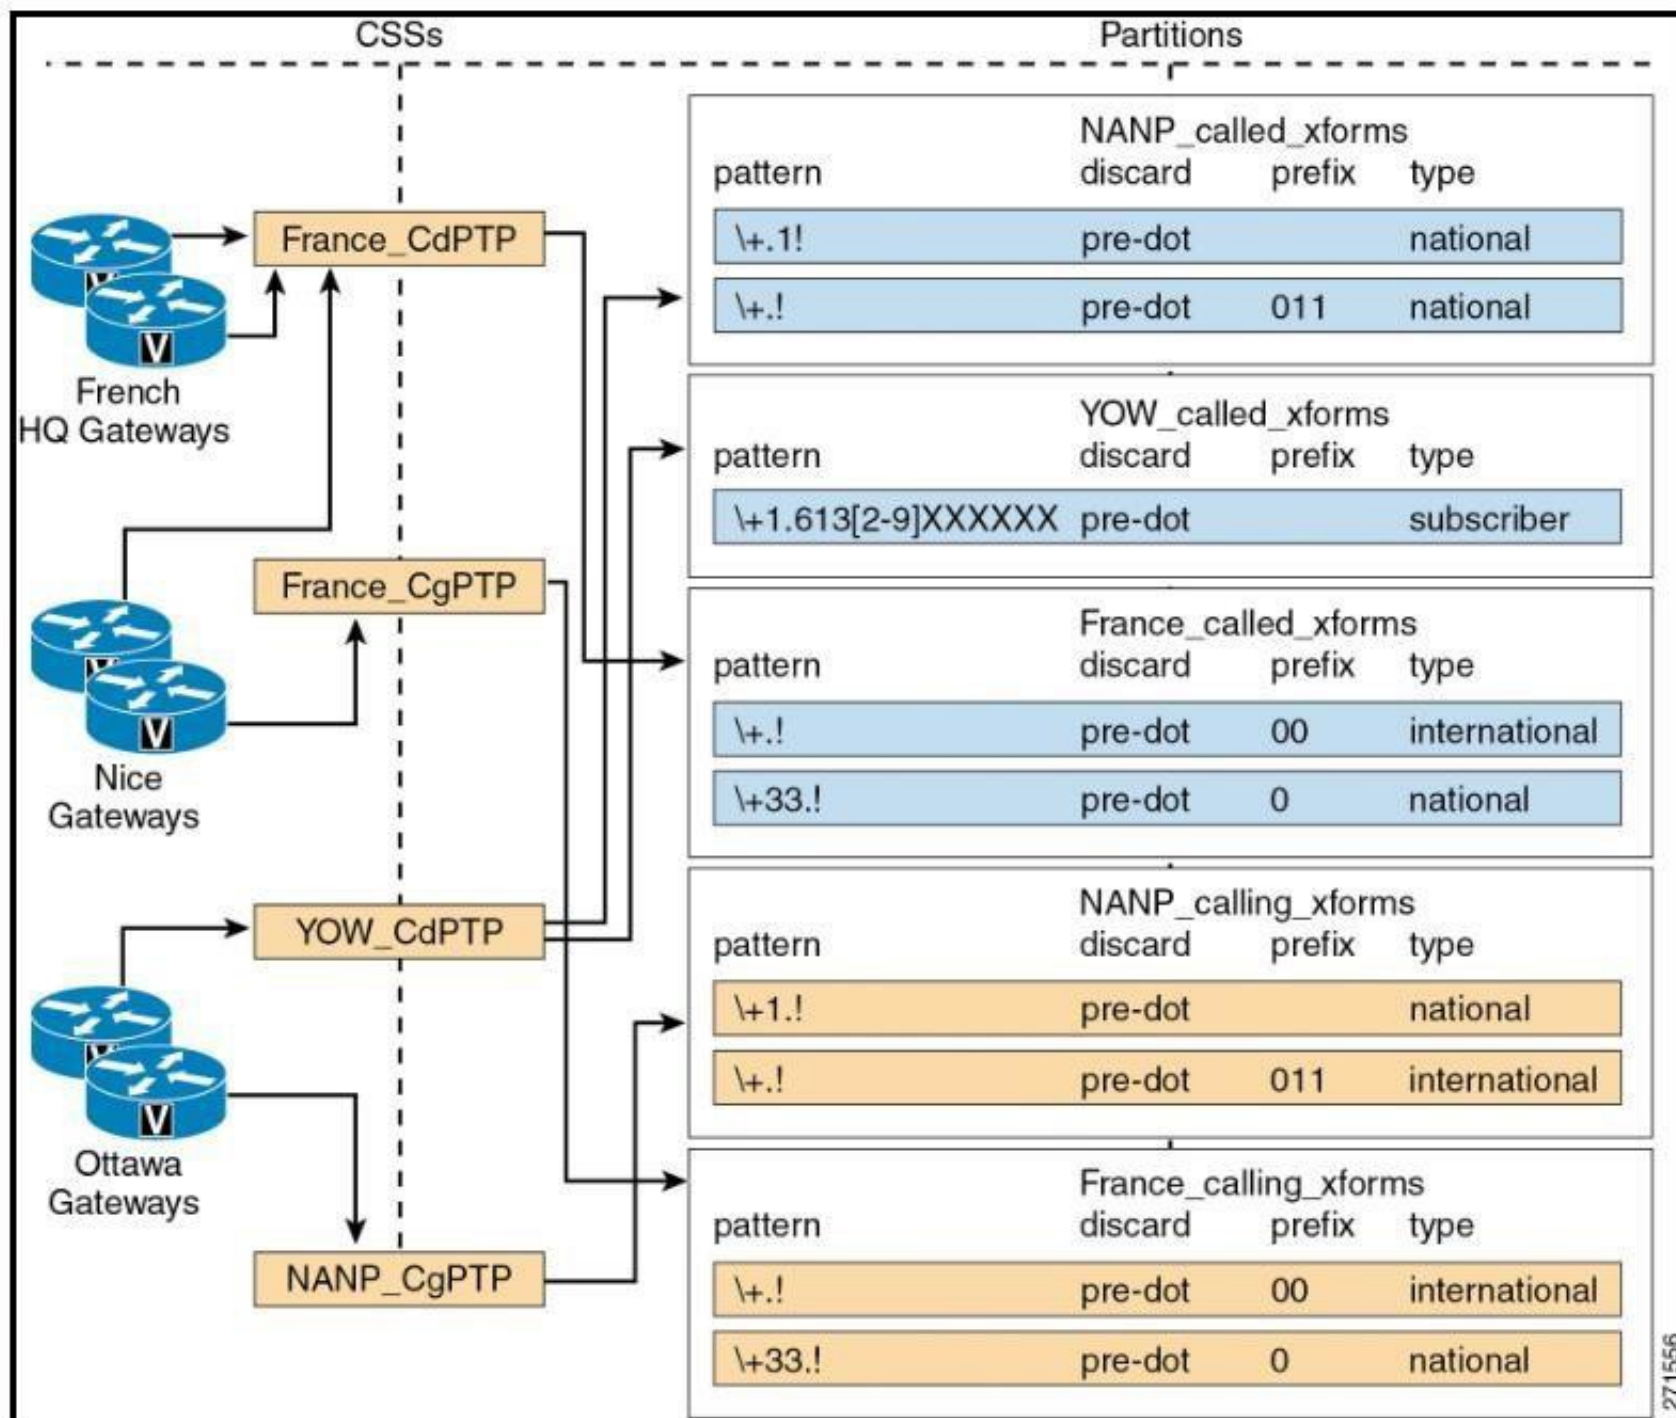 CSSs Partitions
French
HQ Gateways
Nice
Gateways
Ottawa
Gateways
France_CdPTP
France_CgPTP
YOW_CdPTP
NANP_CgPTP
NANP_called_xforms
pattern discard prefix type
\+.1! pre-dot national
\+.! pre-dot 011 national
YOW_called_xforms
pattern discard prefix type
\+1.613[2-9]XXXXXX pre-dot subscriber
France_called_xforms
pattern discard prefix type
\+.! pre-dot 00 international
\+33.! pre-dot 0 national
NANP_calling_xforms
pattern discard prefix type
\+1.! pre-dot national
\+.! pre-dot 011 international
France_calling_xforms
pattern discard prefix type
\+.! pre-dot 00 international
\+33.! pre-dot 0 national
V
V
V
271556